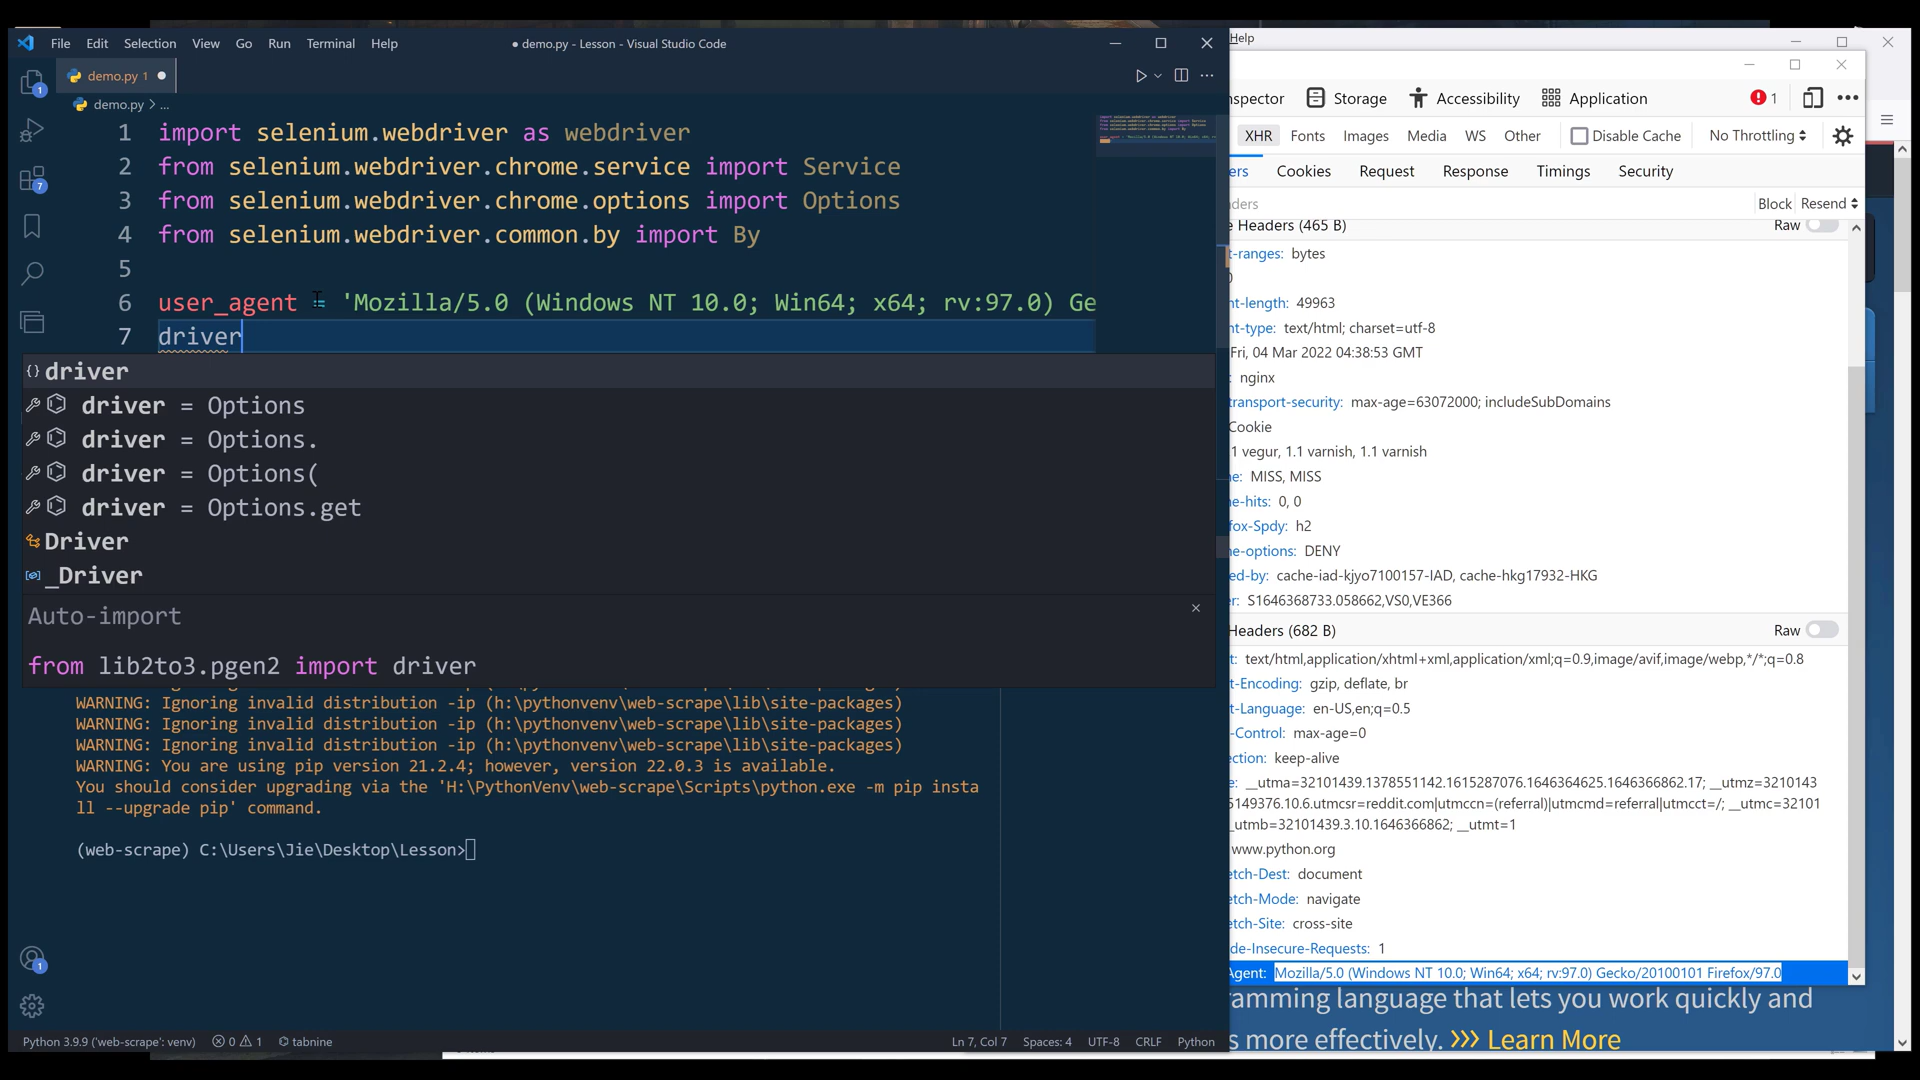 File Edit Selection View Go Run Terminal Help
● demo.py - Lesson - Visual Studio Code
demo.py 1
demo.py > ...
1 import selenium.webdriver as webdriver
2 from selenium.webdriver.chrome.service import Service
3 from selenium.webdriver.chrome.options import Options
4 from selenium.webdriver.common.by import By
5
6 user_agent = 'Mozilla/5.0 (Windows NT 10.0; Win64; x64; rv:97.0) Ge
7 driver
driver
driver = Options
driver = Options.
driver = Options(
driver = Options.get
Driver
_Driver
Auto-import
from lib2to3.pgen2 import driver
WARNING: Ignoring invalid distribution -ip (h:\pythonvenv\web-scrape\lib\site-packages)
WARNING: Ignoring invalid distribution -ip (h:\pythonvenv\web-scrape\lib\site-packages)
WARNING: Ignoring invalid distribution -ip (h:\pythonvenv\web-scrape\lib\site-packages)
WARNING: You are using pip version 21.2.4; however, version 22.0.3 is available.
You should consider upgrading via the 'H:\PythonVenv\web-scrape\Scripts\python.exe -m pip insta
ll --upgrade pip' command.
(web-scrape) C:\Users\Jie\Desktop\Lesson>
1
7
1
Python 3.9.9 ('web-scrape': venv) 0 1 tabnine Ln 7, Col 7 Spaces: 4 UTF-8 CRLF Python
Help
nspector Storage Accessibility Application 1
XHR Fonts Images Media WS Other Disable Cache No Throttling
ers Cookies Request Response Timings Security
ders Block Resend
e Headers (465 B) Raw
t-ranges: bytes
nt-length: 49963
nt-type: text/html; charset=utf-8
Fri, 04 Mar 2022 04:38:53 GMT
nginx
transport-security: max-age=63072000; includeSubDomains
Cookie
1 vegur, 1.1 varnish, 1.1 varnish
e: MISS, MISS
e-hits: 0, 0
fox-Spdy: h2
e-options: DENY
ed-by: cache-iad-kjyo7100157-IAD, cache-hkg17932-HKG
er: S1646368733.058662,VS0,VE366
Headers (682 B) Raw
t: text/html,application/xhtml+xml,application/xml;q=0.9,image/avif,image/webp,*/*;q=0.8
t-Encoding: gzip, deflate, br
t-Language: en-US,en;q=0.5
-Control: max-age=0
ection: keep-alive
e: __utma=32101439.1378551142.1615287076.1646364625.1646366862.17; __utmz=3210143
5149376.10.6.utmcsr=reddit.com|utmccn=(referral)|utmcmd=referral|utmcct=/; __utmc=32101
_utmb=32101439.3.10.1646366862; __utmt=1
www.python.org
etch-Dest: document
etch-Mode: navigate
etch-Site: cross-site
de-Insecure-Requests: 1
Agent: Mozilla/5.0 (Windows NT 10.0; Win64; x64; rv:97.0) Gecko/20100101 Firefox/97.0
ramming language that lets you work quickly and
s more effectively. >>> Learn More